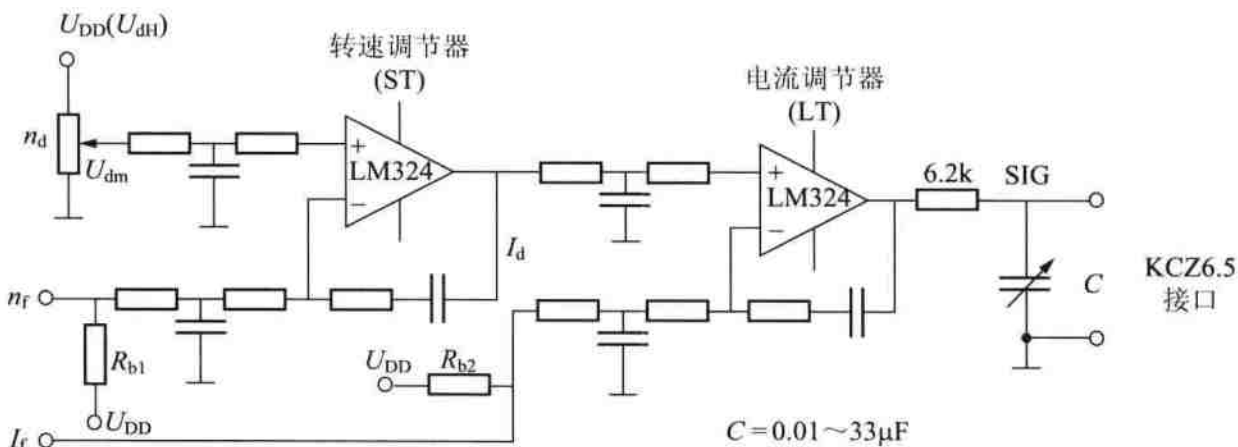 U_DD(U_dH)
转速调节器
(ST)
电流调节器
(LT)
n_d
U_dm
+
LM324
−
+
LM324
−
6.2k
SIG
I_d
n_f
R_b1
U_DD
U_DD
R_b2
C
KCZ6.5
接口
I_f
C=0.01～33μF